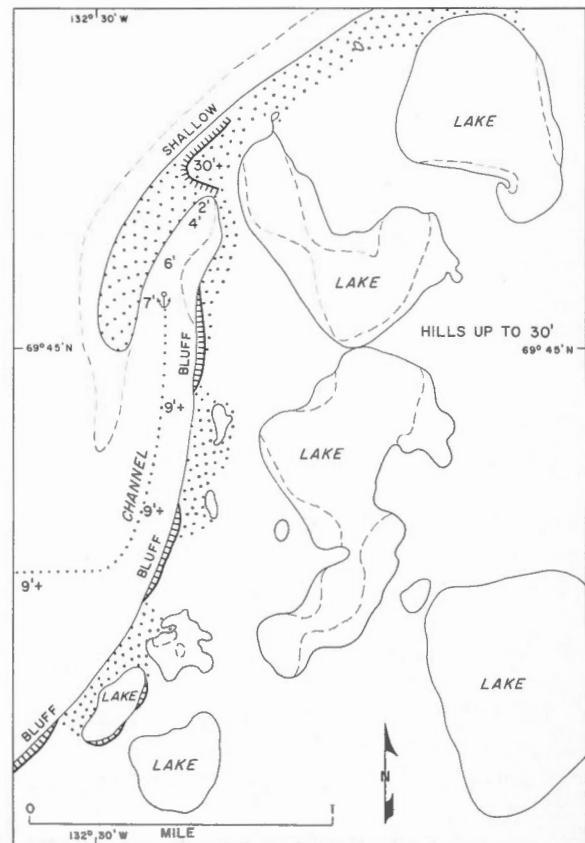 132° 30' W
LAKE
SHALLOW
30'+
2'
4'
6'
LAKE
7'
HILLS UP TO 30'
69° 45' N
69° 45' N
BLUFF
9'+
LAKE
CHANNEL
9'+
BLUFF
9'+
LAKE
LAKE
BLUFF
LAKE
N
0
1
132° 30' W
MILE